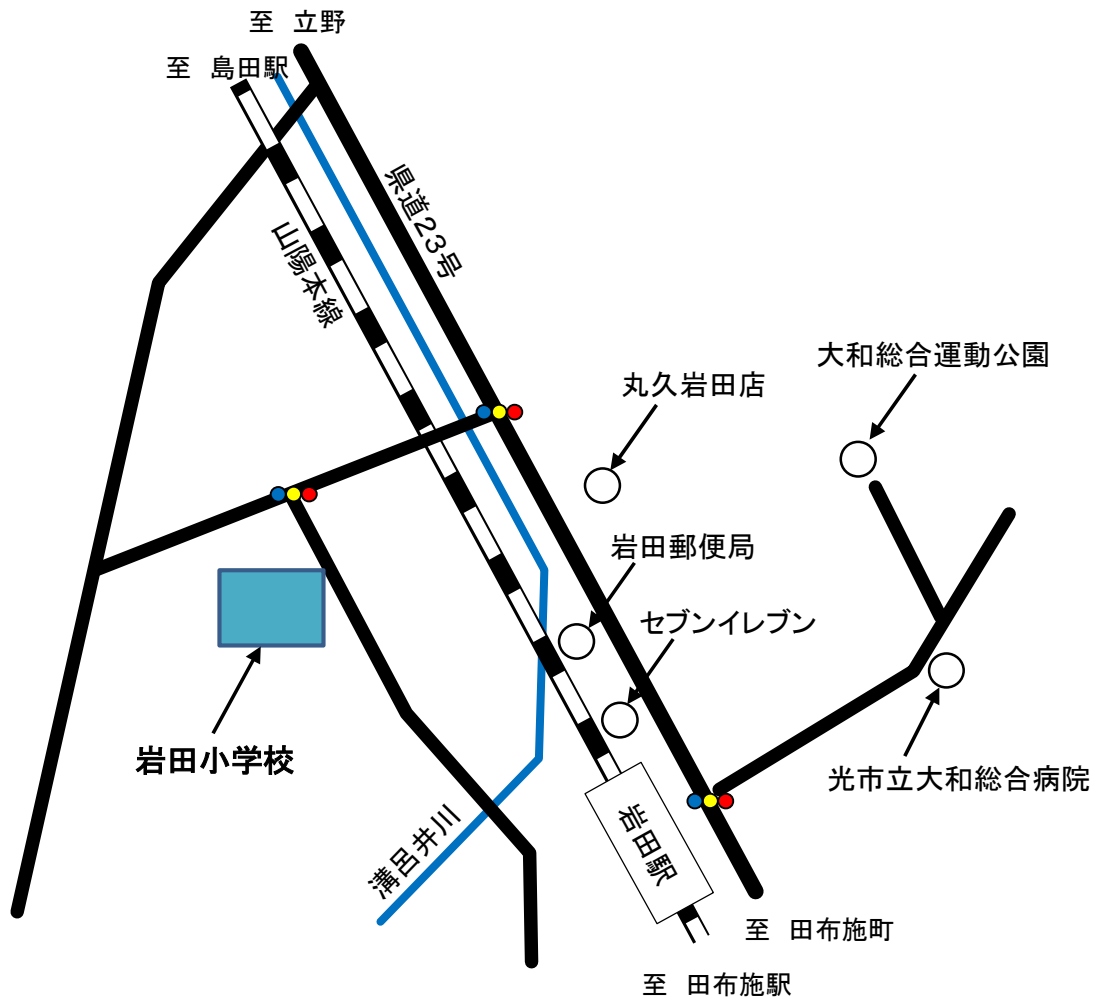 至　立野
至　島田駅
県道23号
山陽本線
大和総合運動公園
丸久岩田店
岩田郵便局
セブンイレブン
岩田小学校
光市立大和総合病院
溝呂井川
岩田駅
至　田布施町
至　田布施駅